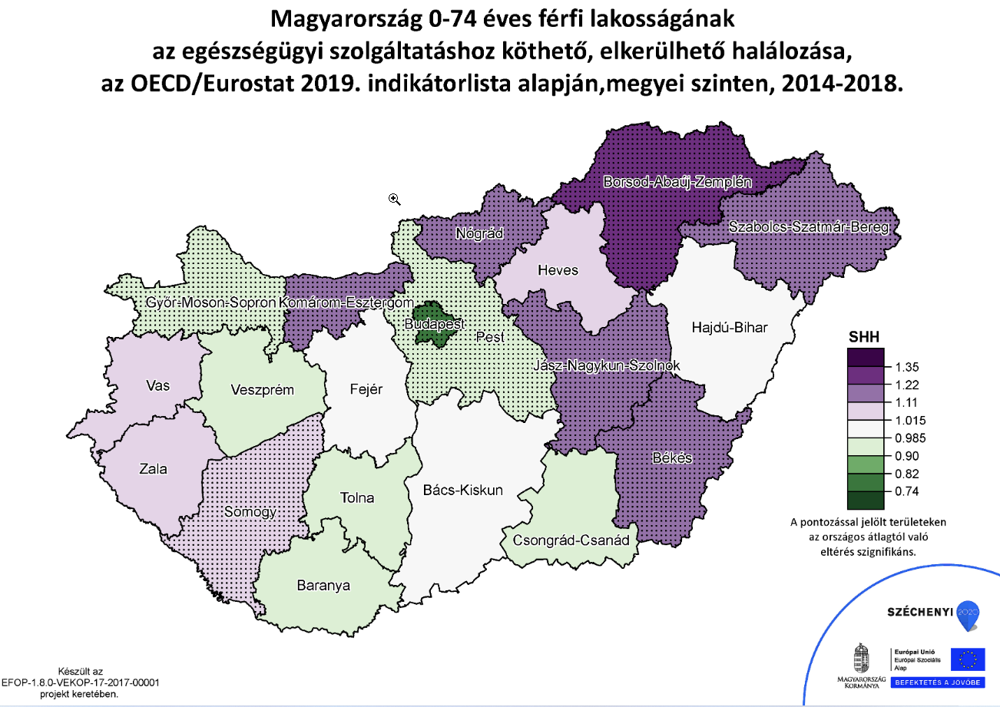 Magyarország 0-74 éves férfi lakosságának
az egészségügyi szolgáltatáshoz köthető, elkerülhető halálozása,
az OECD/Eurostat 2019. indikátorlista alapján,megyei szinten, 2014-2018.
Borsod-Abaúj-Zemplén
Szabolcs-Szatmár-Bereg
Nógrád
Heves
Győr-Moson-Sopron
Komárom-Esztergom
Budapest
Pest
Hajdú-Bihar
Jász-Nagykun-Szolnok
Vas
Veszprém
Fejér
Békés
Zala
Tolna
Bács-Kiskun
Somogy
Csongrád-Csanád
Baranya
SHH
1.35
1.22
1.11
1.015
0.985
0.90
0.82
0.74
A pontozással jelölt területeken
az országos átlagtól való
eltérés szignifikáns.
SZÉCHENYI 2020
Magyarország
Kormánya
Európai Unió
Európai Szociális
Alap
BEFEKTETÉS A JÖVŐBE
Készült az
EFOP-1.8.0-VEKOP-17-2017-00001
projekt keretében.